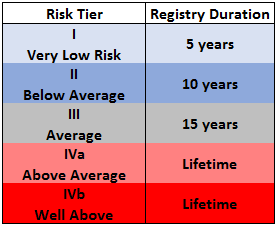 Risk Tier Registry Duration
I
Very Low Risk 5 years
II
Below Average 10 years
III
Average 15 years
IVa
Above Average Lifetime
IVb
Well Above Lifetime